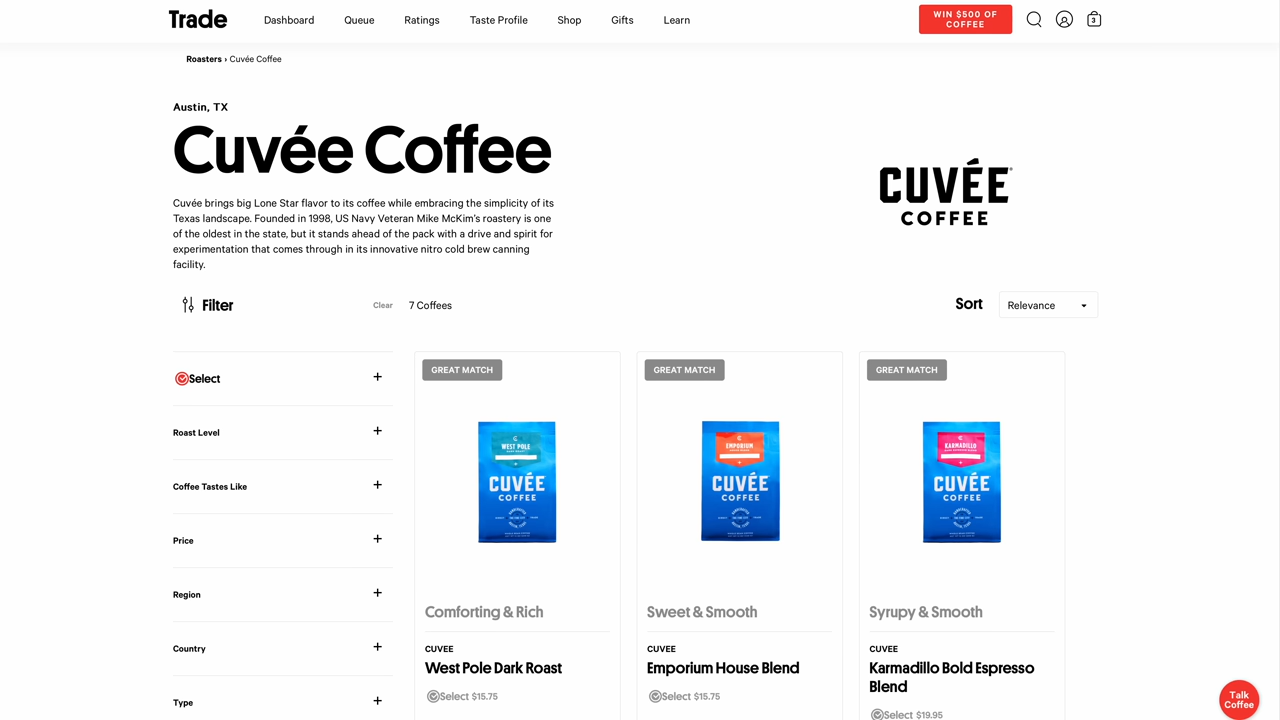 Trade
Dashboard
Queue
Ratings
Taste Profile
Shop
Gifts
Learn
WIN $500 OF
COFFEE
3
Roasters › Cuvée Coffee
Austin, TX
Cuvée Coffee
Cuvée brings big Lone Star flavor to its coffee while embracing the simplicity of its
Texas landscape. Founded in 1998, US Navy Veteran Mike McKim's roastery is one
of the oldest in the state, but it stands ahead of the pack with a drive and spirit for
experimentation that comes through in its innovative nitro cold brew canning
facility.
CUVÉE
COFFEE
Filter
Clear
7 Coffees
Sort
Relevance
Select
Roast Level
Coffee Tastes Like
Price
Region
Country
Type
GREAT MATCH
WEST POLE
CUVÉE
COFFEE
Comforting & Rich
CUVEE
West Pole Dark Roast
Select $15.75
GREAT MATCH
EMPORIUM
CUVÉE
COFFEE
Sweet & Smooth
CUVEE
Emporium House Blend
Select $15.75
GREAT MATCH
KARMADILLO
CUVÉE
COFFEE
Syrupy & Smooth
CUVEE
Karmadillo Bold Espresso
Blend
Select $19.95
Talk
Coffee